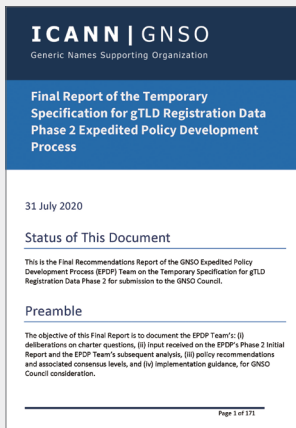 ICANN | GNSO
Generic Names Supporting Organization
Final Report of the Temporary
Specification for gTLD Registration Data
Phase 2 Expedited Policy Development
Process
31 July 2020
Status of This Document
This is the Final Recommendations Report of the GNSO Expedited Policy
Development Process (EPDP) Team on the Temporary Specification for gTLD
Registration Data Phase 2 for submission to the GNSO Council.
Preamble
The objective of this Final Report is to document the EPDP Team's: (i)
deliberations on charter questions, (ii) input received on the EPDP's Phase 2 Initial
Report and the EPDP Team's subsequent analysis, (iii) policy recommendations
and associated consensus levels, and (iv) implementation guidance, for GNSO
Council consideration.
Page 1 of 171